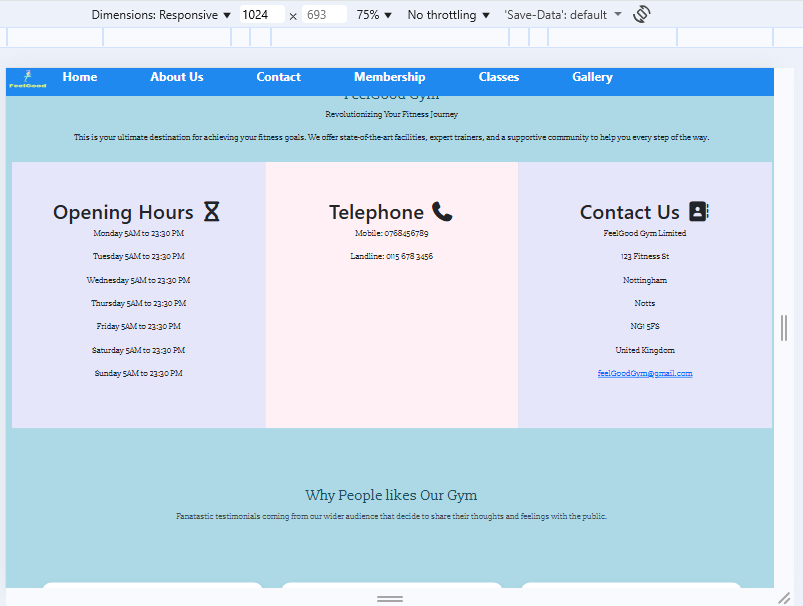 Dimensions: Responsive 1024 × 693 75% No throttling 'Save-Data': default
FeelGood Home About Us Contact Membership Classes Gallery
FeelGood Gym
Revolutionizing Your Fitness Journey
This is your ultimate destination for achieving your fitness goals. We offer state-of-the-art facilities, expert trainers, and a supportive community to help you every step of the way.
Opening Hours
Monday 5AM to 23:30 PM
Tuesday 5AM to 23:30 PM
Wednesday 5AM to 23:30 PM
Thursday 5AM to 23:30 PM
Friday 5AM to 23:30 PM
Saturday 5AM to 23:30 PM
Sunday 5AM to 23:30 PM
Telephone
Mobile: 0768456789
Landline: 0115 678 3456
Contact Us
FeelGood Gym Limited
123 Fitness St
Nottingham
Notts
NG1 5FS
United Kingdom
feelGoodGym@gmail.com
Why People likes Our Gym
Fanatastic testimonials coming from our wider audience that decide to share their thoughts and feelings with the public.